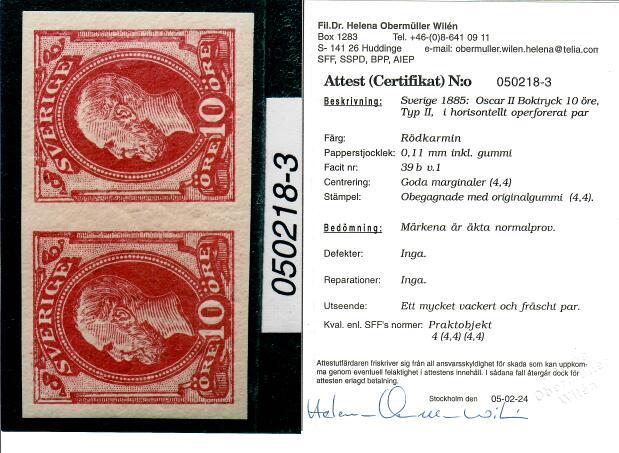 SVERIGE
10 ÖRE
SVERIGE
10 ÖRE
050218-3
Fil.Dr. Helena Obermüller Wilén
Box 1283 Tel. +46-(0)8-641 09 11
S- 141 26 Huddinge e-mail: obermuller.wilen.helena@telia.com
SFF, SSPD, BPP, AIEP
Attest (Certifikat) N:o 050218-3
Beskrivning: Sverige 1885: Oscar II Boktryck 10 öre,
Typ II, i horisontellt operforerat par
Färg: Rödkarmin
Papperstjocklek: 0,11 mm inkl. gummi
Facit nr: 39 b v.1
Centrering: Goda marginaler (4,4)
Stämpel: Obegagnade med originalgummi (4,4).
Bedömning: Märkena är äkta normalprov.
Defekter: Inga.
Reparationer: Inga.
Utseende: Ett mycket vackert och fräscht par.
Kval. enl. SFF's normer: Praktobjekt
4 (4,4) (4,4)
Attestutfärdaren friskriver sig från all ansvarsskyldighet för skada som kan uppkom-
ma genom eventuell felaktighet i attestens innehåll. I sådana fall återgår dock för
attesten erlagd betalning.
Stockholm den 05-02-24
Helena Obermüller Wilén